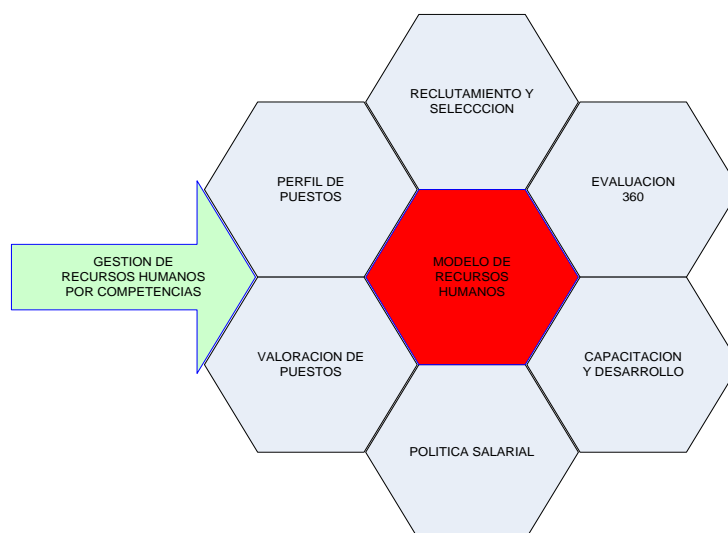 RECLUTAMIENTO Y
SELECCCION
PERFIL DE
PUESTOS
EVALUACION
360
GESTION DE
RECURSOS HUMANOS
POR COMPETENCIAS
MODELO DE
RECURSOS
HUMANOS
VALORACION DE
PUESTOS
CAPACITACION
Y DESARROLLO
POLITICA SALARIAL